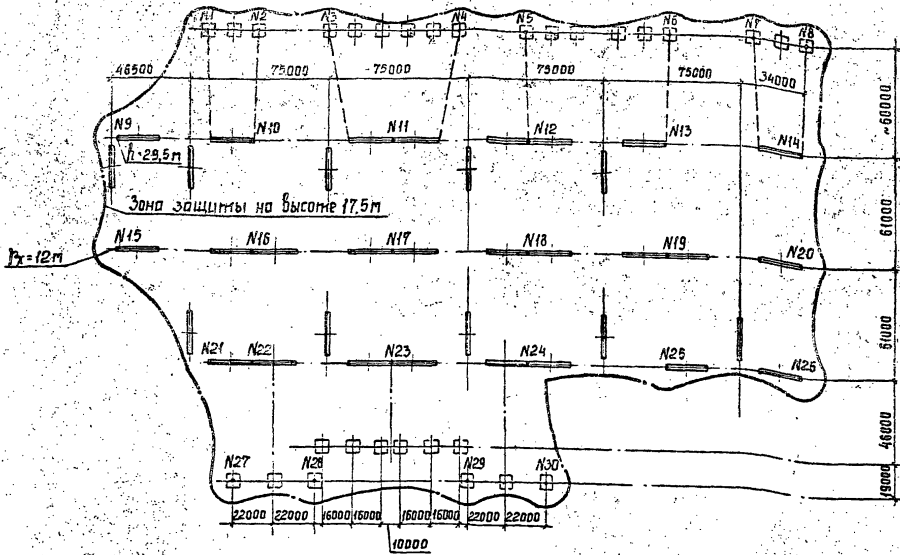 N1 N2 N3 N4 N5 N6 N7 N8
46500 75000 75000 75000 75000 34000
~60000
N9 N10 N11 N12 N13 N14
h=29,5м
Зона защиты на высоте 17,5м
61000
rx=12м
N15 N16 N17 N18 N19 N20
61000
N21 N22 N23 N24 N25 N26
46000
N27 N28 N29 N30
19000
22000 22000 16000 16000 16000 16000 22000 22000
10000